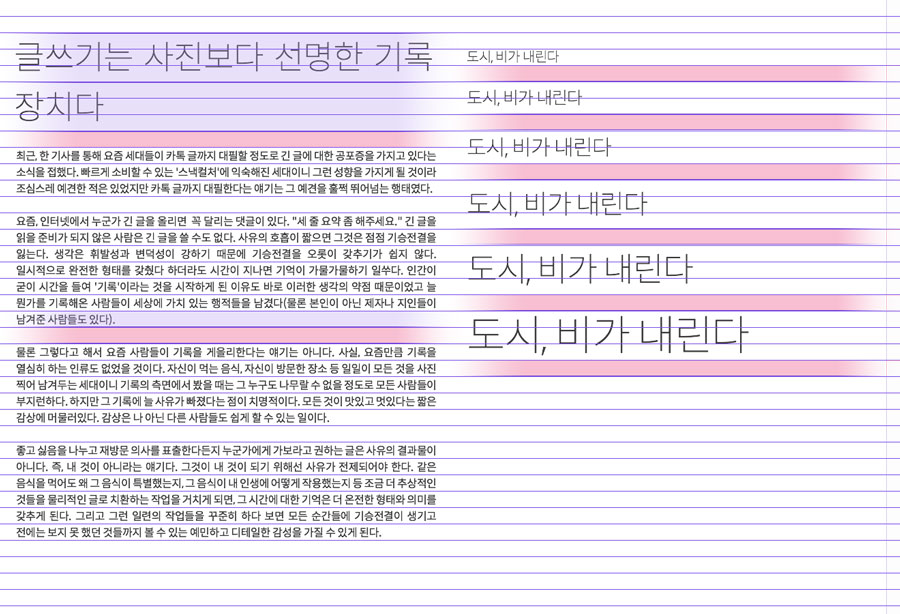 글쓰기는 사진보다 선명한 기록
장치다
최근, 한 기사를 통해 요즘 세대들이 카톡 글까지 대필할 정도로 긴 글에 대한 공포증을 가지고 있다는
소식을 접했다. 빠르게 소비할 수 있는 '스낵컬처'에 익숙해진 세대이니 그런 성향을 가지게 될 것이라
조심스레 예견한 적은 있었지만 카톡 글까지 대필한다는 얘기는 그 예견을 훌쩍 뛰어넘는 행태였다.
요즘, 인터넷에서 누군가 긴 글을 올리면 꼭 달리는 댓글이 있다. "세 줄 요약 좀 해주세요." 긴 글을
읽을 준비가 되지 않은 사람은 긴 글을 쓸 수도 없다. 사유의 호흡이 짧으면 그것은 점점 기승전결을
잃는다. 생각은 휘발성과 변덕성이 강하기 때문에 기승전결을 오롯이 갖추기가 쉽지 않다.
일시적으로 완전한 형태를 갖췄다 하더라도 시간이 지나면 기억이 가물가물하기 일쑤다. 인간이
굳이 시간을 들여 '기록'이라는 것을 시작하게 된 이유도 바로 이러한 생각의 약점 때문이었고 늘
뭔가를 기록해온 사람들이 세상에 가치 있는 행적들을 남겼다(물론 본인이 아닌 제자나 지인들이
남겨준 사람들도 있다).
물론 그렇다고 해서 요즘 사람들이 기록을 게을리한다는 얘기는 아니다. 사실, 요즘만큼 기록을
열심히 하는 인류도 없었을 것이다. 자신이 먹는 음식, 자신이 방문한 장소 등 일일이 모든 것을 사진
찍어 남겨두는 세대이니 기록의 측면에서 봤을 때는 그 누구도 나무랄 수 없을 정도로 모든 사람들이
부지런하다. 하지만 그 기록에 늘 사유가 빠졌다는 점이 치명적이다. 모든 것이 맛있고 멋있다는 짧은
감상에 머물러있다. 감상은 나 아닌 다른 사람들도 쉽게 할 수 있는 일이다.
좋고 싫음을 나누고 재방문 의사를 표출한다든지 누군가에게 가보라고 권하는 글은 사유의 결과물이
아니다. 즉, 내 것이 아니라는 얘기다. 그것이 내 것이 되기 위해선 사유가 전제되어야 한다. 같은
음식을 먹어도 왜 그 음식이 특별했는지, 그 음식이 내 인생에 어떻게 작용했는지 등 조금 더 추상적인
것들을 물리적인 글로 치환하는 작업을 거치게 되면, 그 시간에 대한 기억은 더 온전한 형태와 의미를
갖추게 된다. 그리고 그런 일련의 작업들을 꾸준히 하다 보면 모든 순간들에 기승전결이 생기고
전에는 보지 못 했던 것들까지 볼 수 있는 예민하고 디테일한 감성을 가질 수 있게 된다.
도시, 비가 내린다
도시, 비가 내린다
도시, 비가 내린다
도시, 비가 내린다
도시, 비가 내린다
도시, 비가 내린다